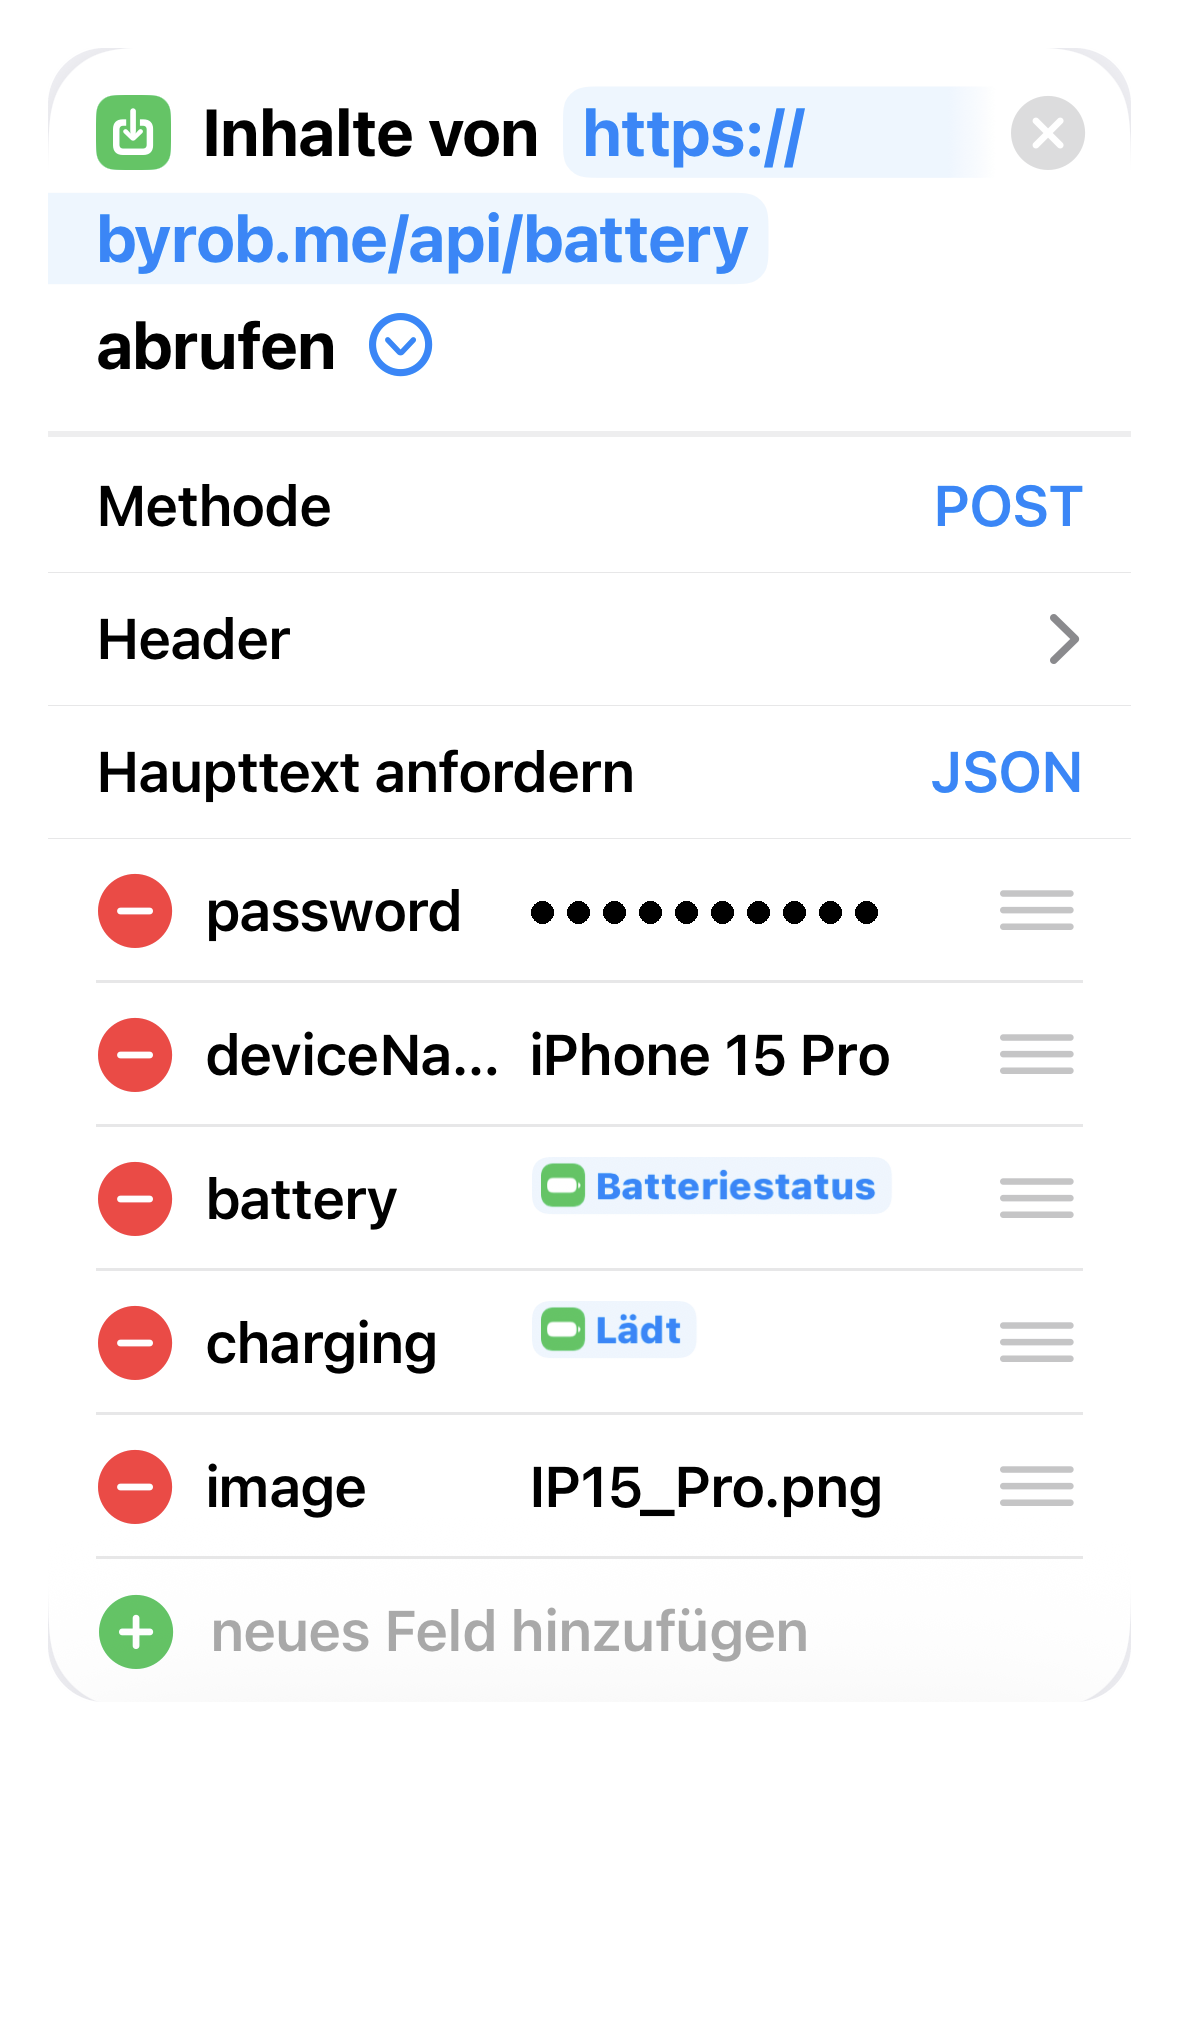 Inhalte von https://
byrob.me/api/battery
abrufen
Methode POST
Header
Haupttext anfordern JSON
password ●●●●●●●●●●
deviceNa... iPhone 15 Pro
battery Batteriestatus
charging Lädt
image IP15_Pro.png
neues Feld hinzufügen